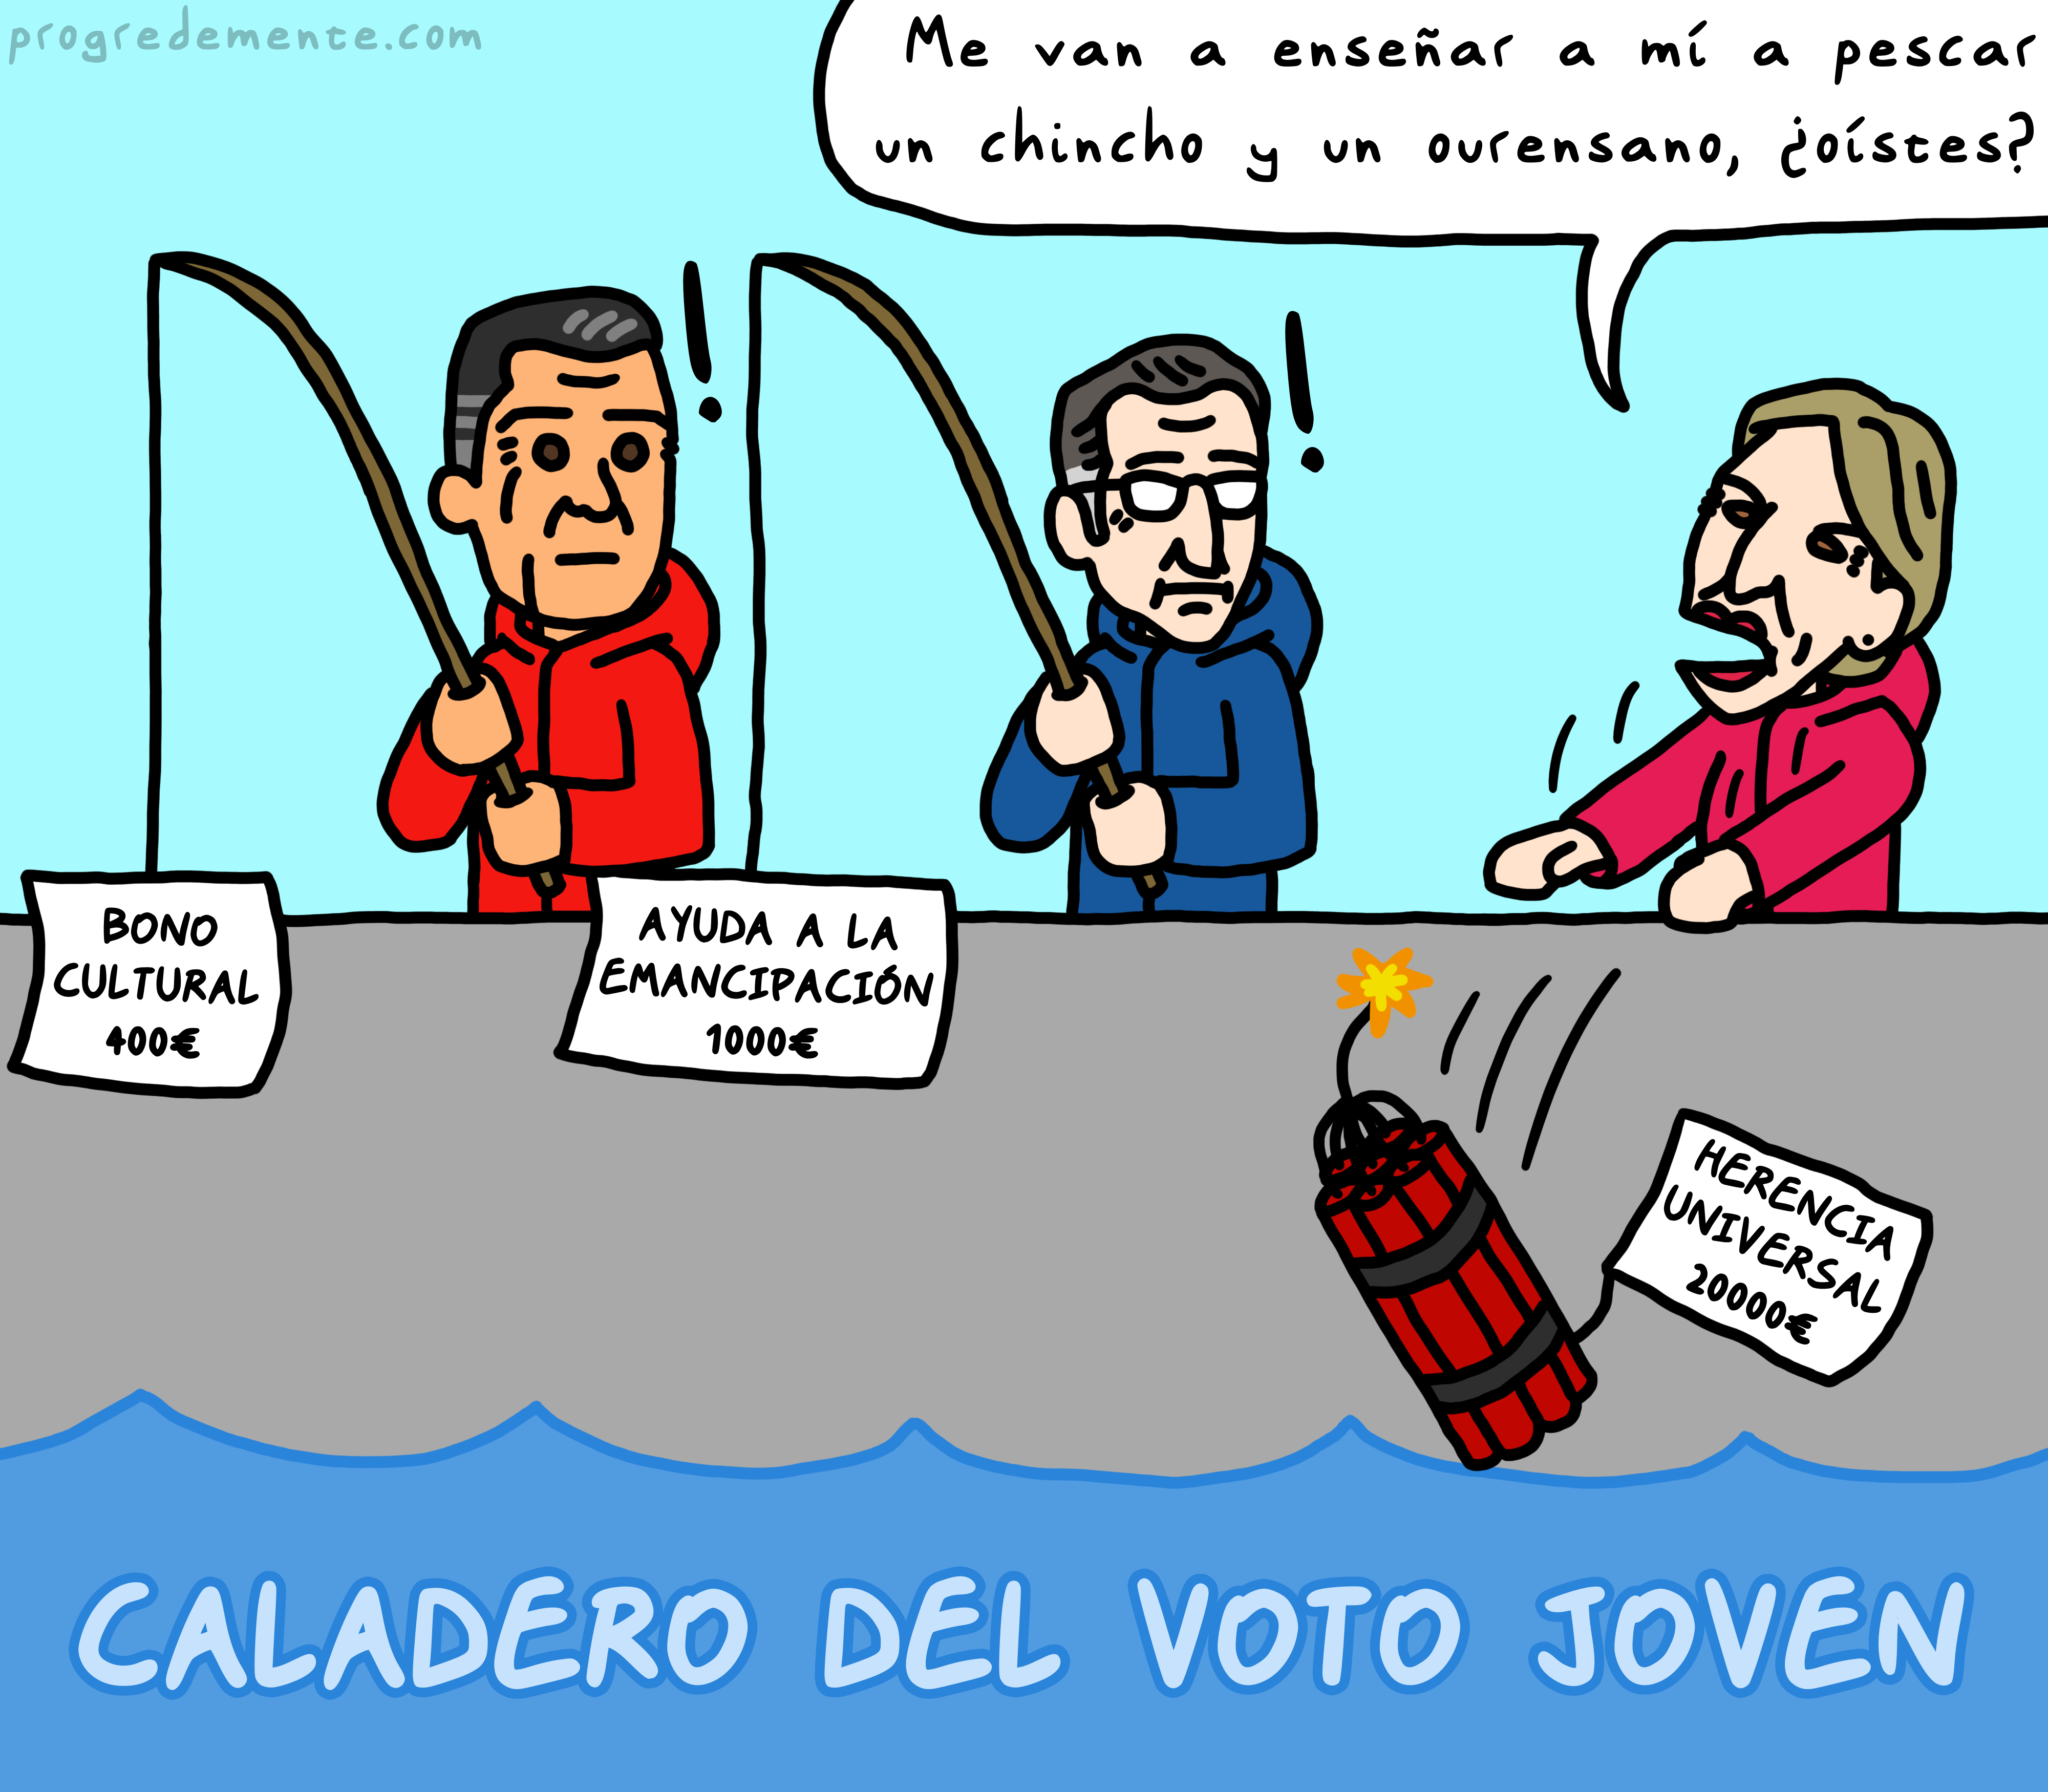 progredemente.com
Me van a enseñar a mí a pescar
un chincho y un ourensano, ¿oístes?
BONO
CULTURAL
400€
AYUDA A LA
EMANCIPACIÓN
1000€
HERENCIA
UNIVERSAL
20000€
CALADERO DEL VOTO JOVEN